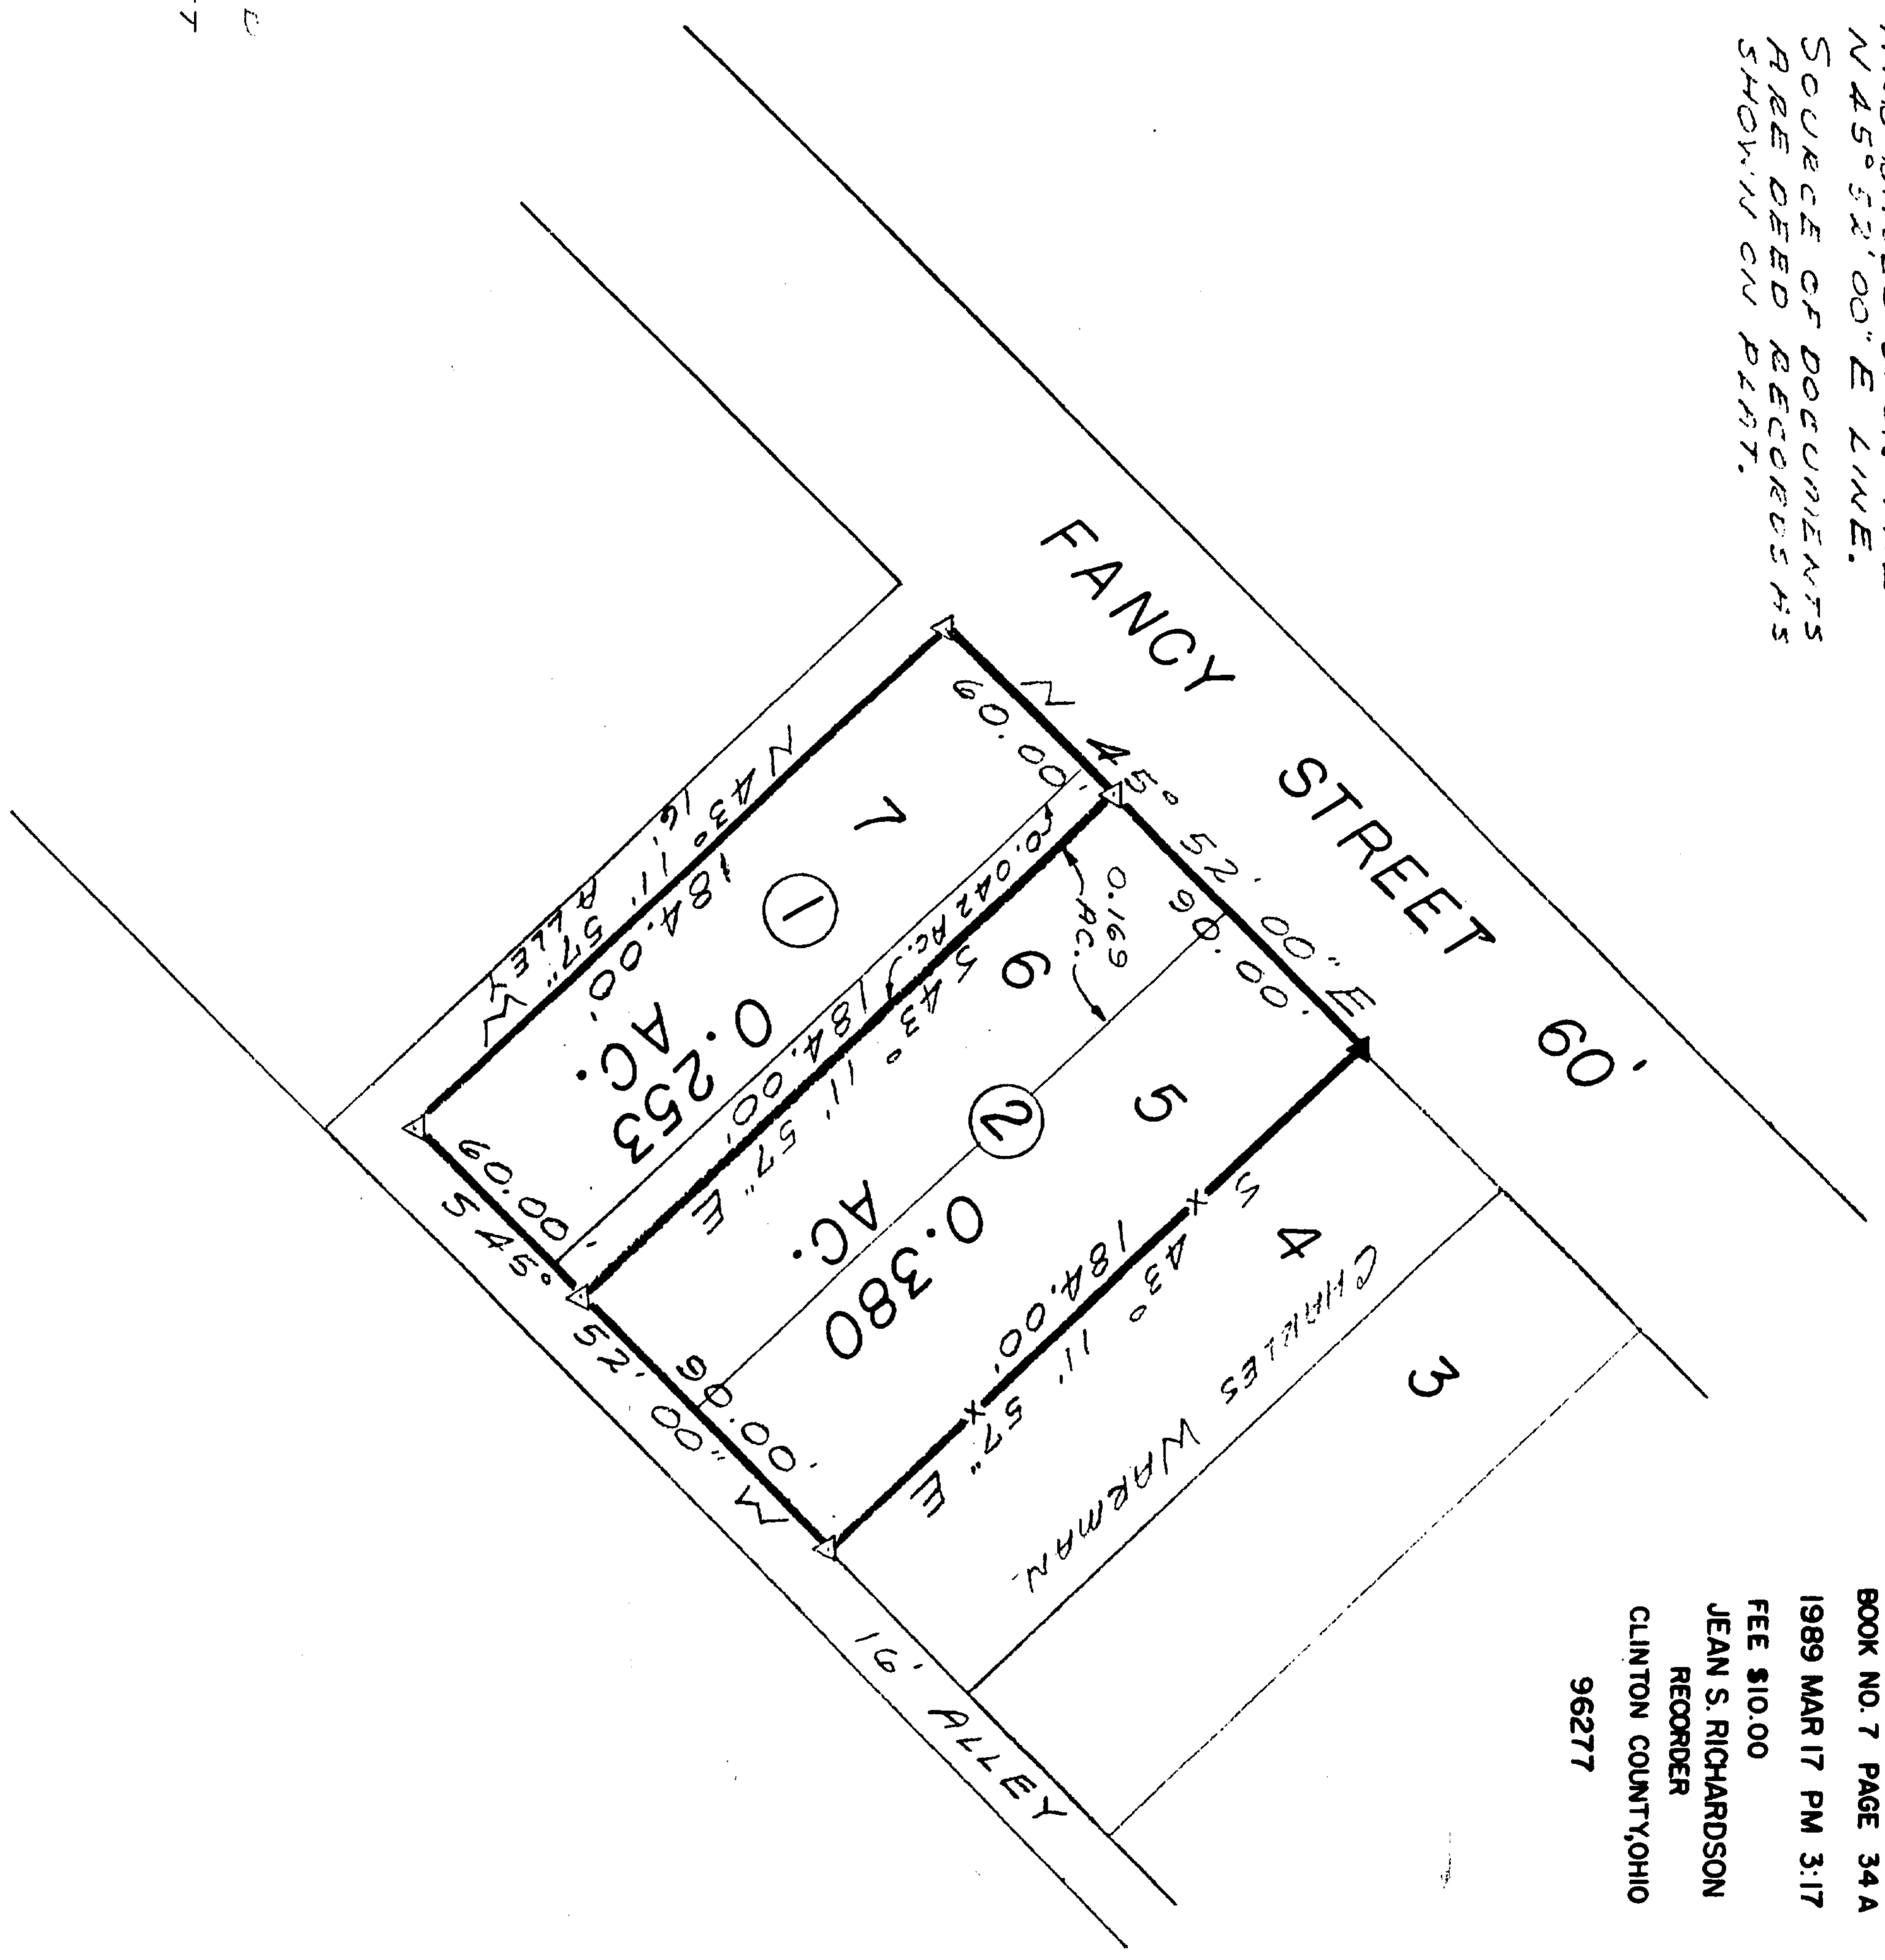 N 45° 52' 00" E LINE.
SOURCE OF DOCUMENTS
ARE DEED RECORDS AS
SHOWN ON PLAT.
BOOK NO. 7 PAGE 34 A
1989 MAR 17 PM 3:17
FEE $10.00
JEAN S. RICHARDSON
RECORDER
CLINTON COUNTY, OHIO
96277
FANCY STREET 60'
N 45° 52' 00" E
60.00'
90.00'
N 43° 11' 57" W
184.00'
16' ALLEY
7
1
0.253
AC.
0.042 AC.
S 43° 11' 57" E
184.00'
6
0.169
AC.
5
2
0.380
AC.
S 43° 11' 57" E
184.00'
4
CHARLES WARMAN
3
60.00'
90.00'
S 45° 52' 00" W
16' ALLEY